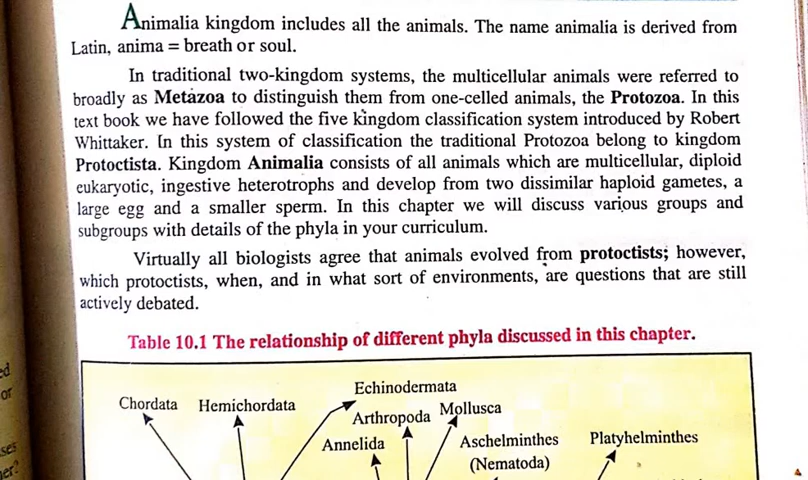 Animalia kingdom includes all the animals. The name animalia is derived from
Latin, anima = breath or soul.
In traditional two-kingdom systems, the multicellular animals were referred to
broadly as Metazoa to distinguish them from one-celled animals, the Protozoa. In this
text book we have followed the five kingdom classification system introduced by Robert
Whittaker. In this system of classification the traditional Protozoa belong to kingdom
Protoctista. Kingdom Animalia consists of all animals which are multicellular, diploid
eukaryotic, ingestive heterotrophs and develop from two dissimilar haploid gametes, a
large egg and a smaller sperm. In this chapter we will discuss various groups and
subgroups with details of the phyla in your curriculum.
Virtually all biologists agree that animals evolved from protoctists; however,
which protoctists, when, and in what sort of environments, are questions that are still
actively debated.
Table 10.1 The relationship of different phyla discussed in this chapter.
Echinodermata
Chordata Hemichordata
Arthropoda Mollusca
Annelida
Aschelminthes
(Nematoda)
Platyhelminthes
ed
or
ses
er?